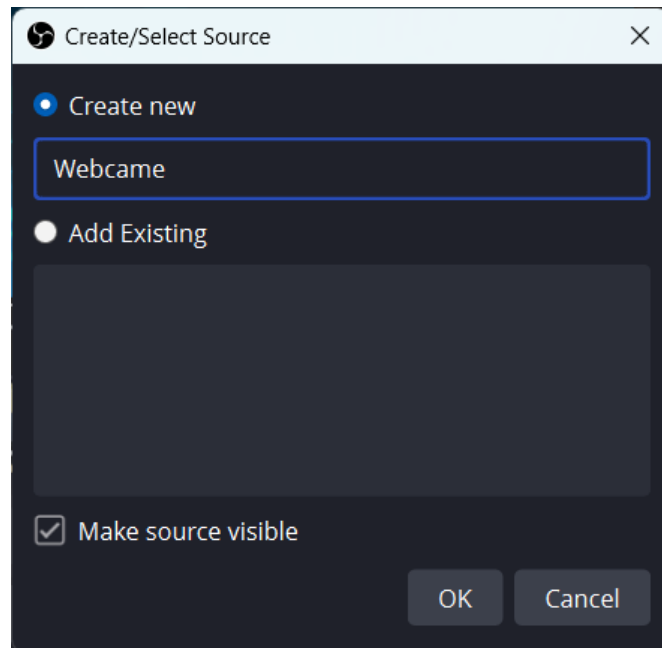 Create/Select Source
Create new
Webcame
Add Existing
Make source visible
OK Cancel